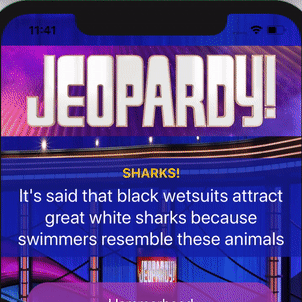 11:41
JEOPARDY!
SHARKS!
It's said that black wetsuits attract
great white sharks because
swimmers resemble these animals
JEOPARDY!